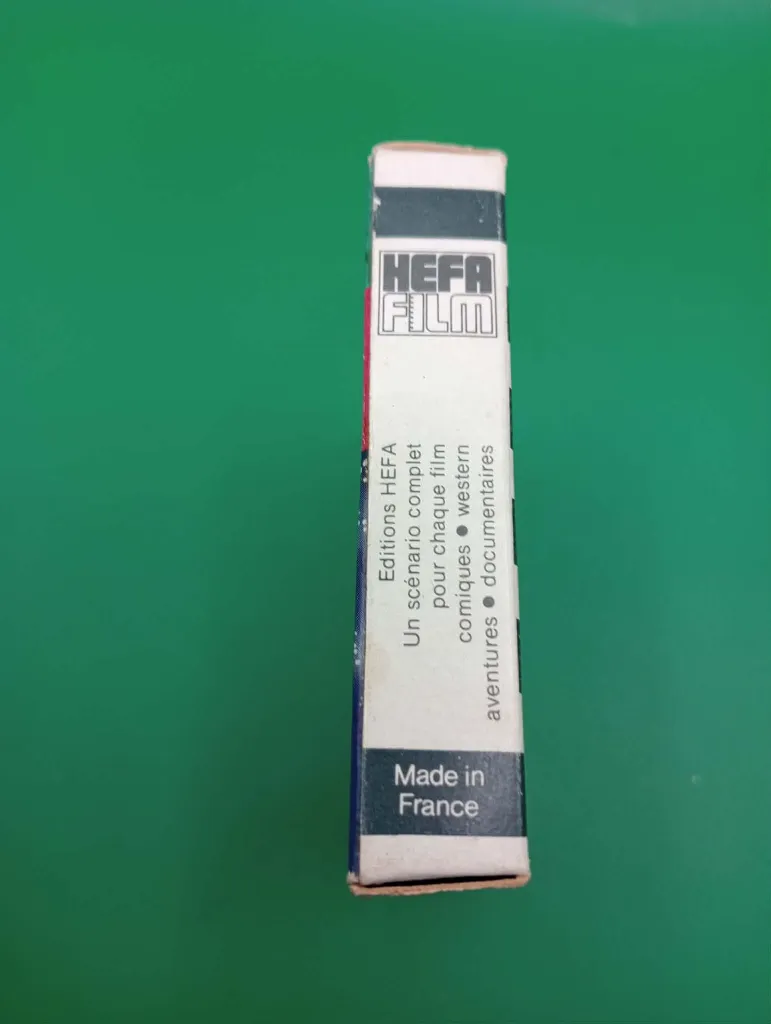 HEFA
FILM
Editions HEFA
Un scénario complet
pour chaque film
comiques ● western
aventures ● documentaires
Made in
France